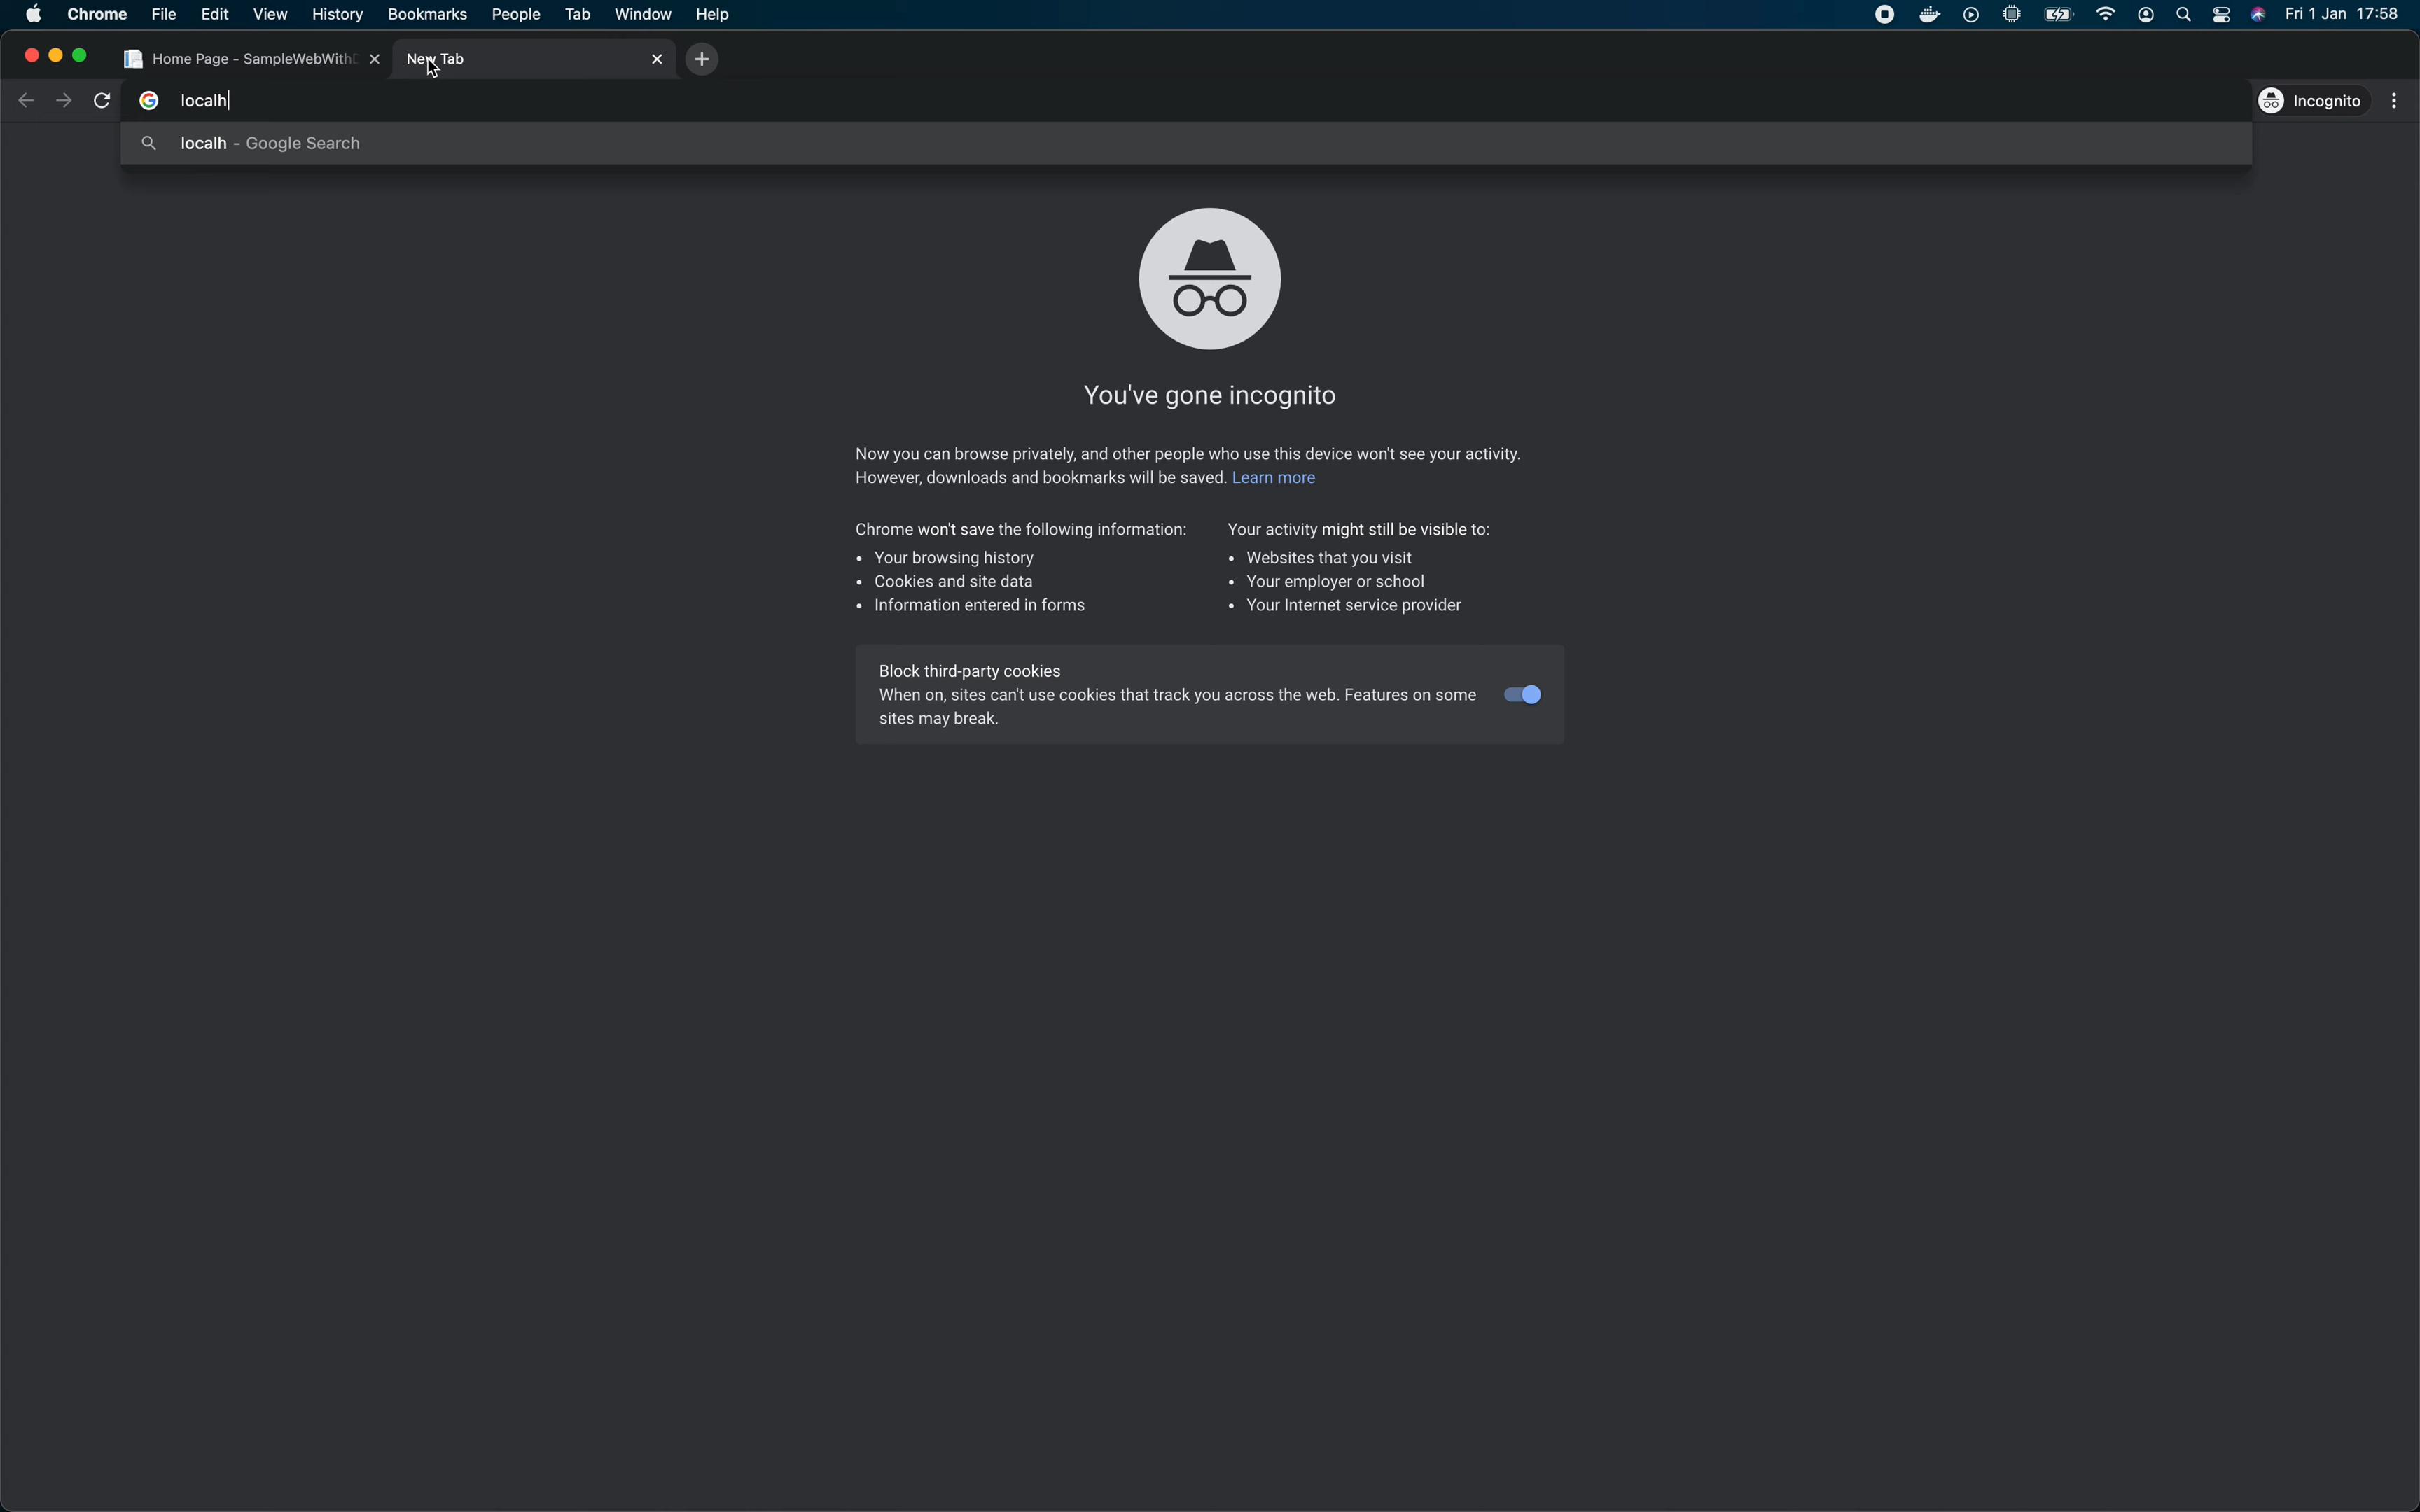 Chrome File Edit View History Bookmarks People Tab Window Help Fri 1 Jan 17:58
Home Page - SampleWebWith New Tab
localh Incognito
localh - Google Search
You've gone incognito
Now you can browse privately, and other people who use this device won't see your activity.
However, downloads and bookmarks will be saved. Learn more
Chrome won't save the following information:
Your activity might still be visible to:
• Your browsing history
• Cookies and site data
• Information entered in forms
• Websites that you visit
• Your employer or school
• Your Internet service provider
Block third-party cookies
When on, sites can't use cookies that track you across the web. Features on some
sites may break.